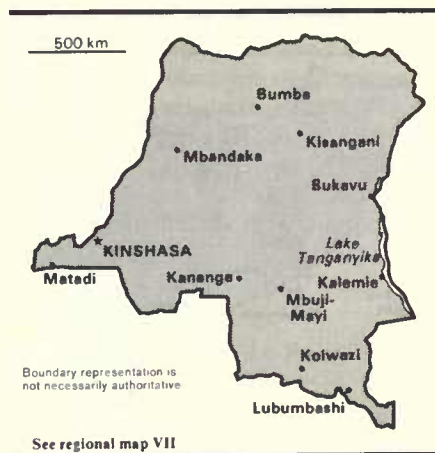 500 km
Bumba
Kisangani
Mbandaka
Bukavu
Lake
Tanganyika
KINSHASA
Matadi
Kananga
Kalemie
Mbuji-
Mayi
Kolwezi
Boundary representation is
not necessarily authoritative
Lubumbashi
See regional map VII